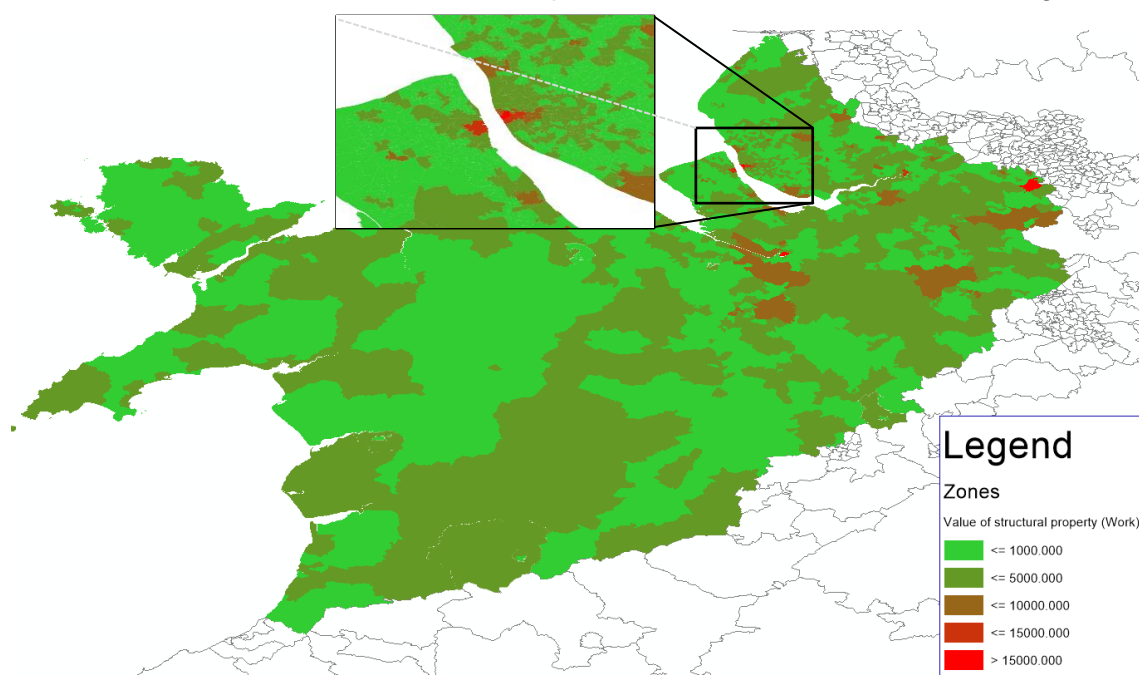 Legend
Zones
Value of structural property (Work)
<= 1000.000
<= 5000.000
<= 10000.000
<= 15000.000
> 15000.000